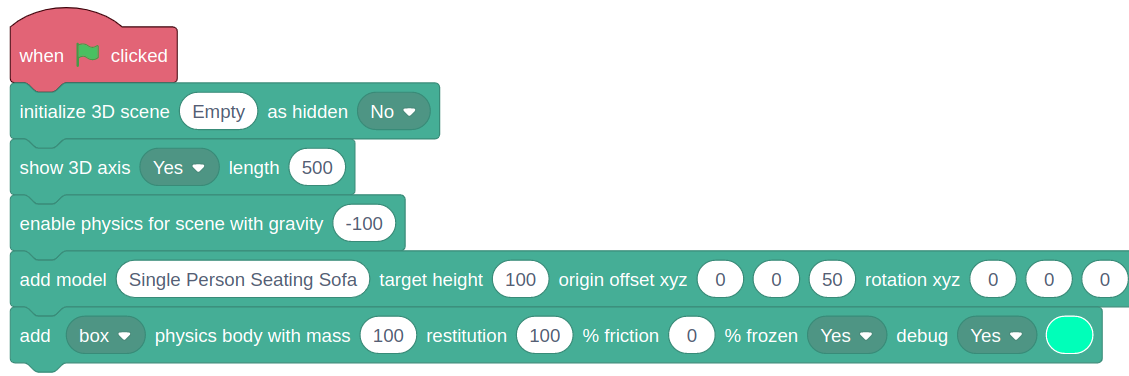 when clicked
initialize 3D scene Empty as hidden No
show 3D axis Yes length 500
enable physics for scene with gravity -100
add model Single Person Seating Sofa target height 100 origin offset xyz 0 0 50 rotation xyz 0 0 0
add box physics body with mass 100 restitution 100 % friction 0 % frozen Yes debug Yes